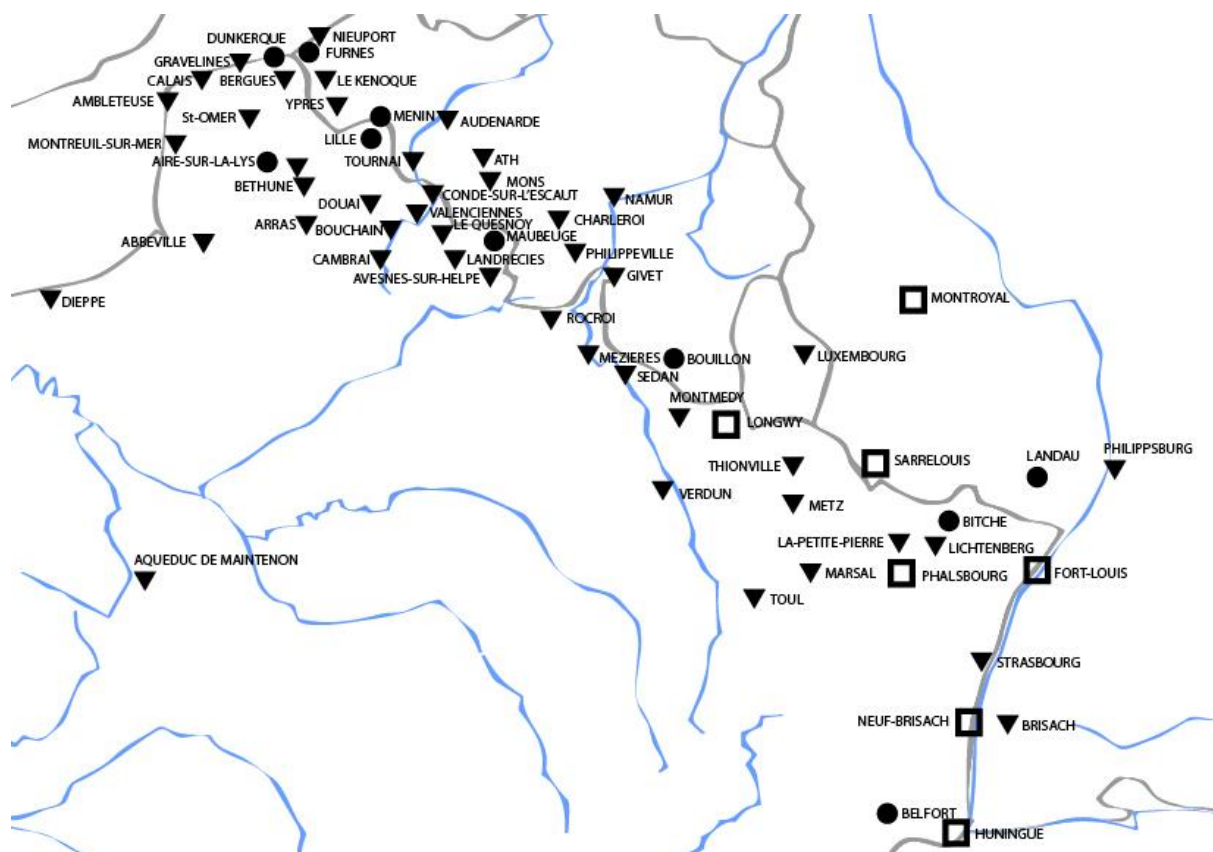 NIEUPORT
DUNKERQUE
FURNES
GRAVELINES
CALAIS
BERGUES
LE KENOQUE
AMBLETEUSE
YPRES
St-OMER
MENIN
AUDENARDE
LILLE
MONTREUIL-SUR-MER
AIRE-SUR-LA-LYS
TOURNAI
ATH
BETHUNE
MONS
CONDE-SUR-L'ESCAUT
NAMUR
DOUAI
VALENCIENNES
CHARLEROI
ARRAS
BOUCHAIN
LE QUESNOY
MAUBEUGE
ABBEVILLE
PHILIPPEVILLE
CAMBRAI
LANDRECIES
AVESNES-SUR-HELPE
GIVET
DIEPPE
MONTROYAL
ROCROI
MEZIERES
BOUILLON
LUXEMBOURG
SEDAN
MONTMEDY
LONGWY
PHILIPPSBURG
LANDAU
SARRELOUIS
THIONVILLE
VERDUN
METZ
BITCHE
LA-PETITE-PIERRE
LICHTENBERG
AQUEDUC DE MAINTENON
MARSAL
PHALSBOURG
FORT-LOUIS
TOUL
STRASBOURG
NEUF-BRISACH
BRISACH
BELFORT
HUNINGUE